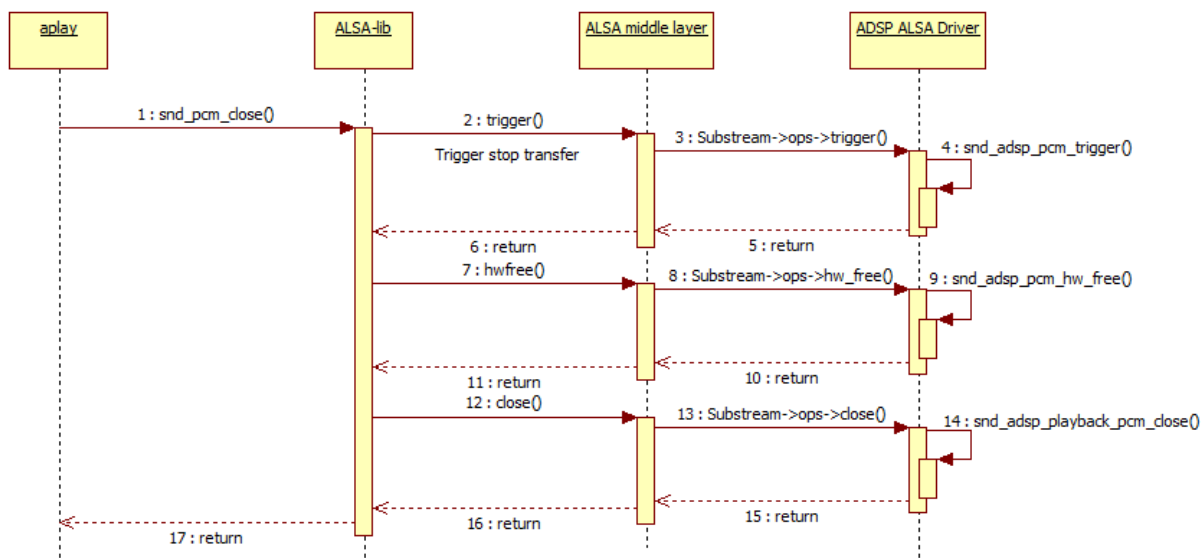 aplay
ALSA-lib
ALSA middle layer
ADSP ALSA Driver
1 : snd_pcm_close()
2 : trigger()
Trigger stop transfer
3 : Substream->ops->trigger()
4 : snd_adsp_pcm_trigger()
5 : return
6 : return
7 : hwfree()
8 : Substream->ops->hw_free()
9 : snd_adsp_pcm_hw_free()
10 : return
11 : return
12 : close()
13 : Substream->ops->close()
14 : snd_adsp_playback_pcm_close()
15 : return
16 : return
17 : return